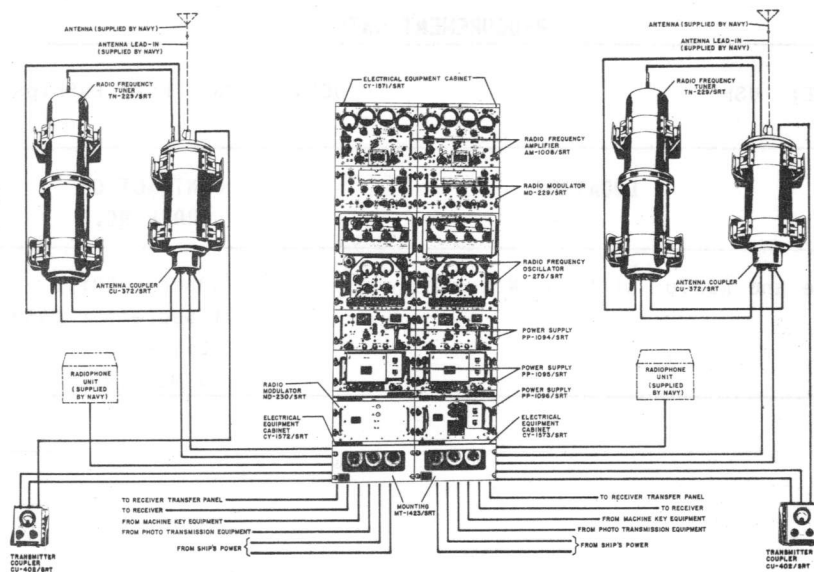 ANTENNA (SUPPLIED BY NAVY)
ANTENNA LEAD-IN
(SUPPLIED BY NAVY)
RADIO FREQUENCY
TUNER
TN-229/SRT
ANTENNA COUPLER
CU-372/SRT
RADIOPHONE
UNIT
(SUPPLIED
BY NAVY)
TRANSMITTER
COUPLER
CU-402/SRT
ELECTRICAL EQUIPMENT CABINET
CY-1571/SRT
RADIO FREQUENCY
AMPLIFIER
AM-1008/SRT
RADIO MODULATOR
MD-229/SRT
RADIO FREQUENCY
OSCILLATOR
O-275/SRT
POWER SUPPLY
PP-1094/SRT
POWER SUPPLY
PP-1095/SRT
POWER SUPPLY
PP-1096/SRT
RADIO
MODULATOR
MD-230/SRT
ELECTRICAL
EQUIPMENT
CABINET
CY-1572/SRT
ELECTRICAL
EQUIPMENT
CABINET
CY-1573/SRT
MOUNTING
MT-1423/SRT
TO RECEIVER TRANSFER PANEL
TO RECEIVER
FROM MACHINE KEY EQUIPMENT
FROM PHOTO TRANSMISSION EQUIPMENT
FROM SHIP'S POWER
TO RECEIVER TRANSFER PANEL
TO RECEIVER
FROM MACHINE KEY EQUIPMENT
FROM PHOTO TRANSMISSION EQUIPMENT
FROM SHIP'S POWER
ANTENNA (SUPPLIED BY NAVY)
ANTENNA LEAD-IN
(SUPPLIED BY NAVY)
RADIO FREQUENCY
TUNER
TN-229/SRT
ANTENNA COUPLER
CU-372/SRT
RADIOPHONE
UNIT
(SUPPLIED
BY NAVY)
TRANSMITTER
COUPLER
CU-402/SRT